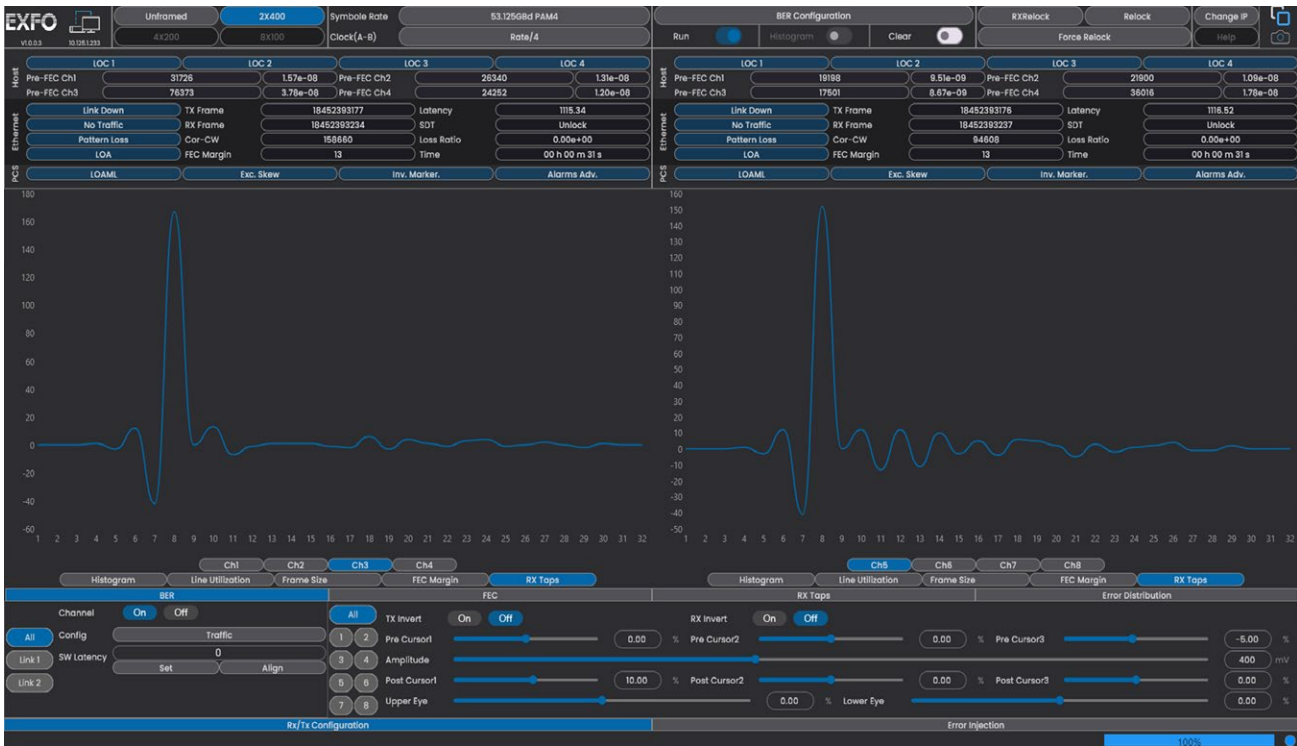 EXFO Unframed 2X400 Symbole Rate 53.125GBd PAM4 BER Configuration RXRelock Relock Change IP
V1.0.0.3 10.125.1.233 4X200 8X100 Clock(A-B) Rate/4 Run Histogram Clear Force Relock Help
Host
LOC 1 LOC 2 LOC 3 LOC 4
Pre-FEC Ch1 31726 1.57e-08 Pre-FEC Ch2 26340 1.31e-08
Pre-FEC Ch3 76373 3.78e-08 Pre-FEC Ch4 24252 1.20e-08
Ethernet
Link Down TX Frame 18452393177 Latency 1115.34
No Traffic RX Frame 18452393234 SDT Unlock
Pattern Loss Cor-CW 158660 Loss Ratio 0.00e+00
LOA FEC Margin 13 Time 00 h 00 m 31 s
PCS
LOAML Exc. Skew Inv. Marker. Alarms Adv.
Host
LOC 1 LOC 2 LOC 3 LOC 4
Pre-FEC Ch1 19198 9.51e-09 Pre-FEC Ch2 21900 1.09e-08
Pre-FEC Ch3 17501 8.67e-09 Pre-FEC Ch4 36016 1.78e-08
Ethernet
Link Down TX Frame 18452393176 Latency 1116.52
No Traffic RX Frame 18452393237 SDT Unlock
Pattern Loss Cor-CW 94608 Loss Ratio 0.00e+00
LOA FEC Margin 13 Time 00 h 00 m 31 s
PCS
LOAML Exc. Skew Inv. Marker. Alarms Adv.
180
160
140
120
100
80
60
40
20
0
-20
-40
-60
1 2 3 4 5 6 7 8 9 10 11 12 13 14 15 16 17 18 19 20 21 22 23 24 25 26 27 28 29 30 31 32
Ch1 Ch2 Ch3 Ch4
Histogram Line Utilization Frame Size FEC Margin RX Taps
160
150
140
130
120
110
100
90
80
70
60
50
40
30
20
10
0
-10
-20
-30
-40
-50
1 2 3 4 5 6 7 8 9 10 11 12 13 14 15 16 17 18 19 20 21 22 23 24 25 26 27 28 29 30 31 32
Ch5 Ch6 Ch7 Ch8
Histogram Line Utilization Frame Size FEC Margin RX Taps
BER FEC RX Taps Error Distribution
Channel On Off
All Config Traffic
Link 1 SW Latency 0
Set Align
Link 2
All TX Invert On Off RX Invert On Off
1 2 Pre Cursor1 0.00 % Pre Cursor2 0.00 % Pre Cursor3 -5.00 %
3 4 Amplitude 400 mV
5 6 Post Cursor1 10.00 % Post Cursor2 0.00 % Post Cursor3 0.00 %
7 8 Upper Eye 0.00 % Lower Eye 0.00 %
Rx/Tx Configuration Error Injection
100%